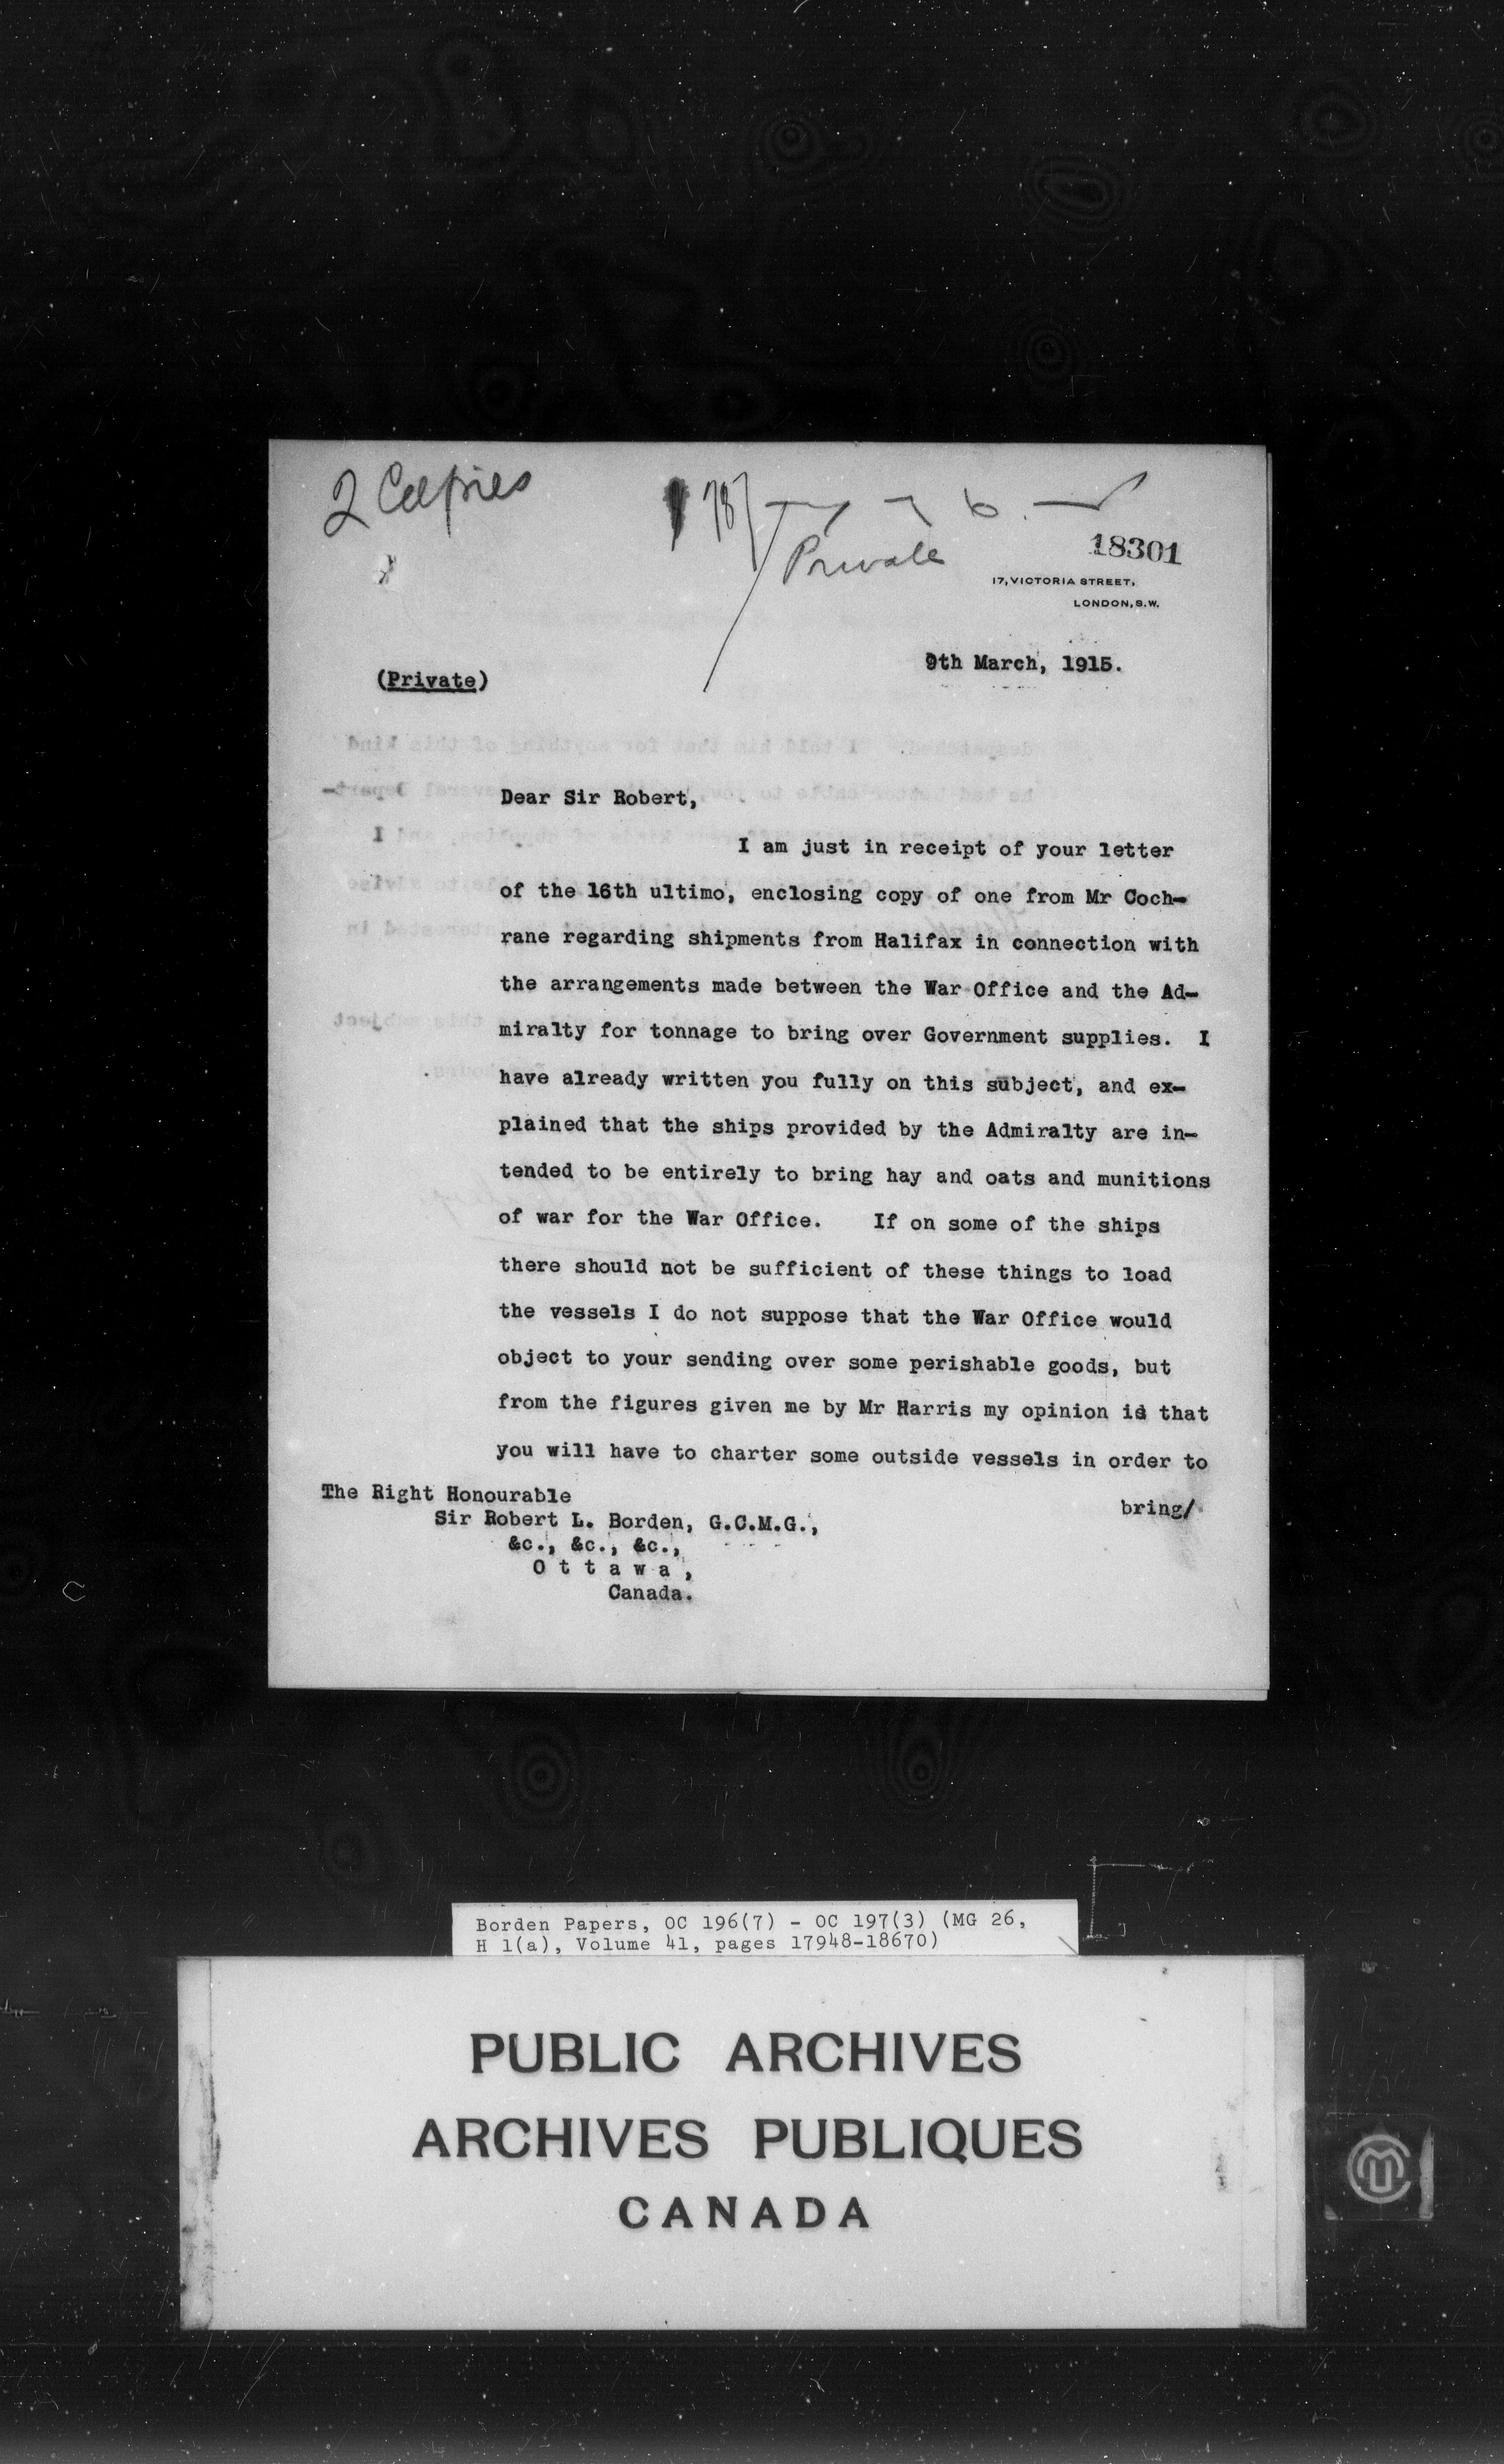 2 Copies
Private
18301
17, VICTORIA STREET,
LONDON, S.W.
9th March, 1915.
(Private)
Dear Sir Robert,
I am just in receipt of your letter
of the 16th ultimo, enclosing copy of one from Mr Coch-
rane regarding shipments from Halifax in connection with
the arrangements made between the War Office and the Ad-
miralty for tonnage to bring over Government supplies. I
have already written you fully on this subject, and ex-
plained that the ships provided by the Admiralty are in-
tended to be entirely to bring hay and oats and munitions
of war for the War Office. If on some of the ships
there should not be sufficient of these things to load
the vessels I do not suppose that the War Office would
object to your sending over some perishable goods, but
from the figures given me by Mr Harris my opinion is that
you will have to charter some outside vessels in order to
bring/
The Right Honourable
Sir Robert L. Borden, G.C.M.G.,
&c., &c., &c.,
O t t a w a ,
Canada.
Borden Papers, OC 196(7) - OC 197(3) (MG 26,
H 1(a), Volume 41, pages 17948-18670)
PUBLIC ARCHIVES
ARCHIVES PUBLIQUES
CANADA